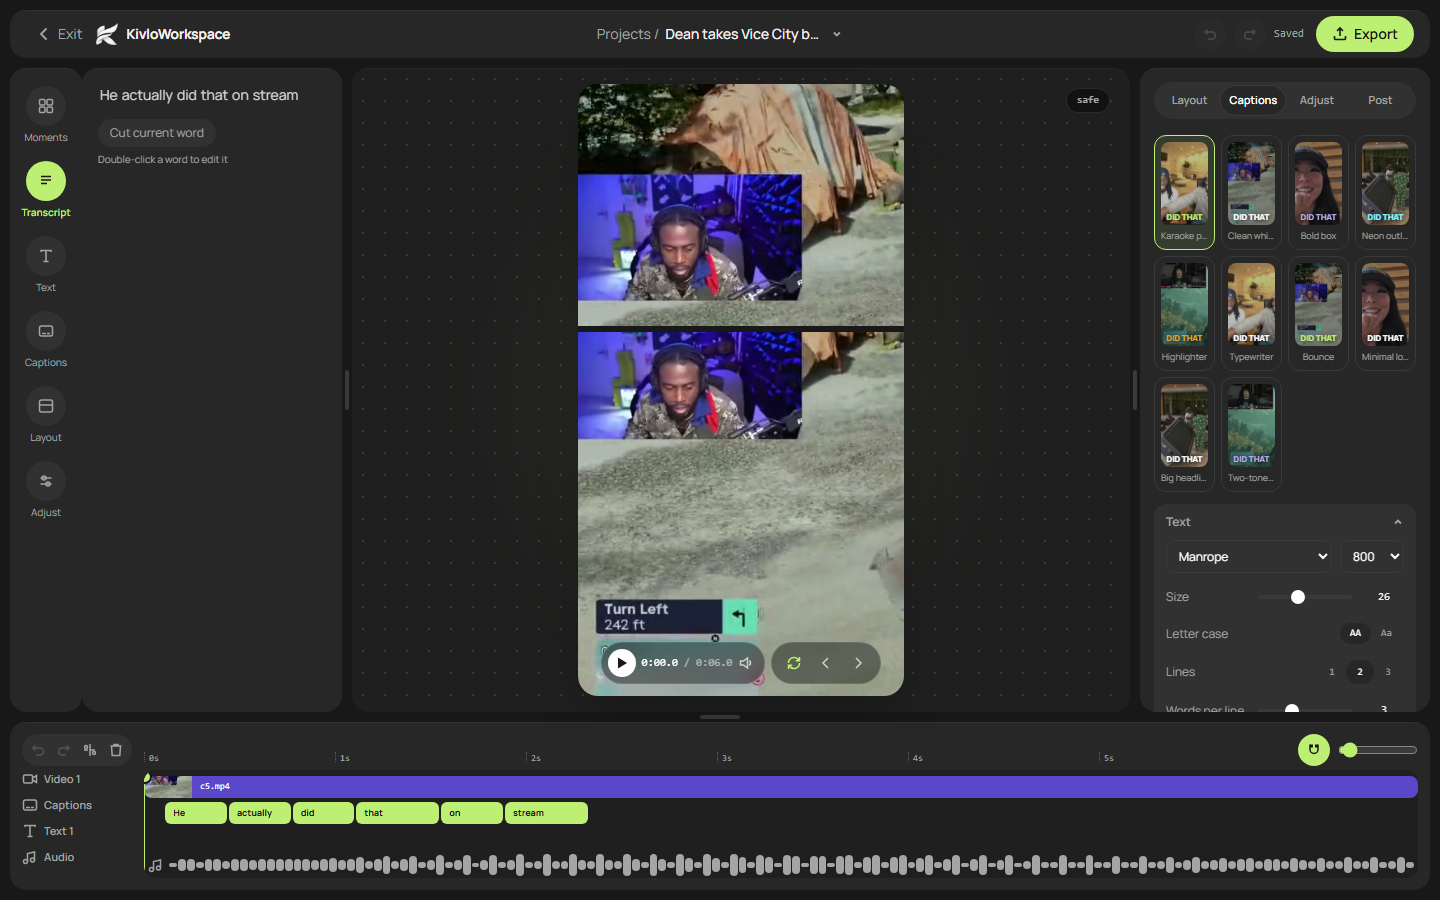 Exit
KivloWorkspace
Projects / Dean takes Vice City b...
Saved
Export
Moments
Transcript
Text
Captions
Layout
Adjust
He actually did that on stream
Cut current word
Double-click a word to edit it
safe
Turn Left
242 ft
0:00.0 / 0:06.0
Layout
Captions
Adjust
Post
DID THAT
DID THAT
DID THAT
DID THAT
Karaoke p...
Clean whi...
Bold box
Neon outl...
DID THAT
DID THAT
DID THAT
DID THAT
Highlighter
Typewriter
Bounce
Minimal lo...
DID THAT
DID THAT
Big headli...
Two-tone...
Text
Manrope
800
Size
26
Letter case
AA
Aa
Lines
1
2
3
Words per line
3
0s
1s
2s
3s
4s
5s
Video 1
c5.mp4
Captions
He
actually
did
that
on
stream
Text 1
Audio